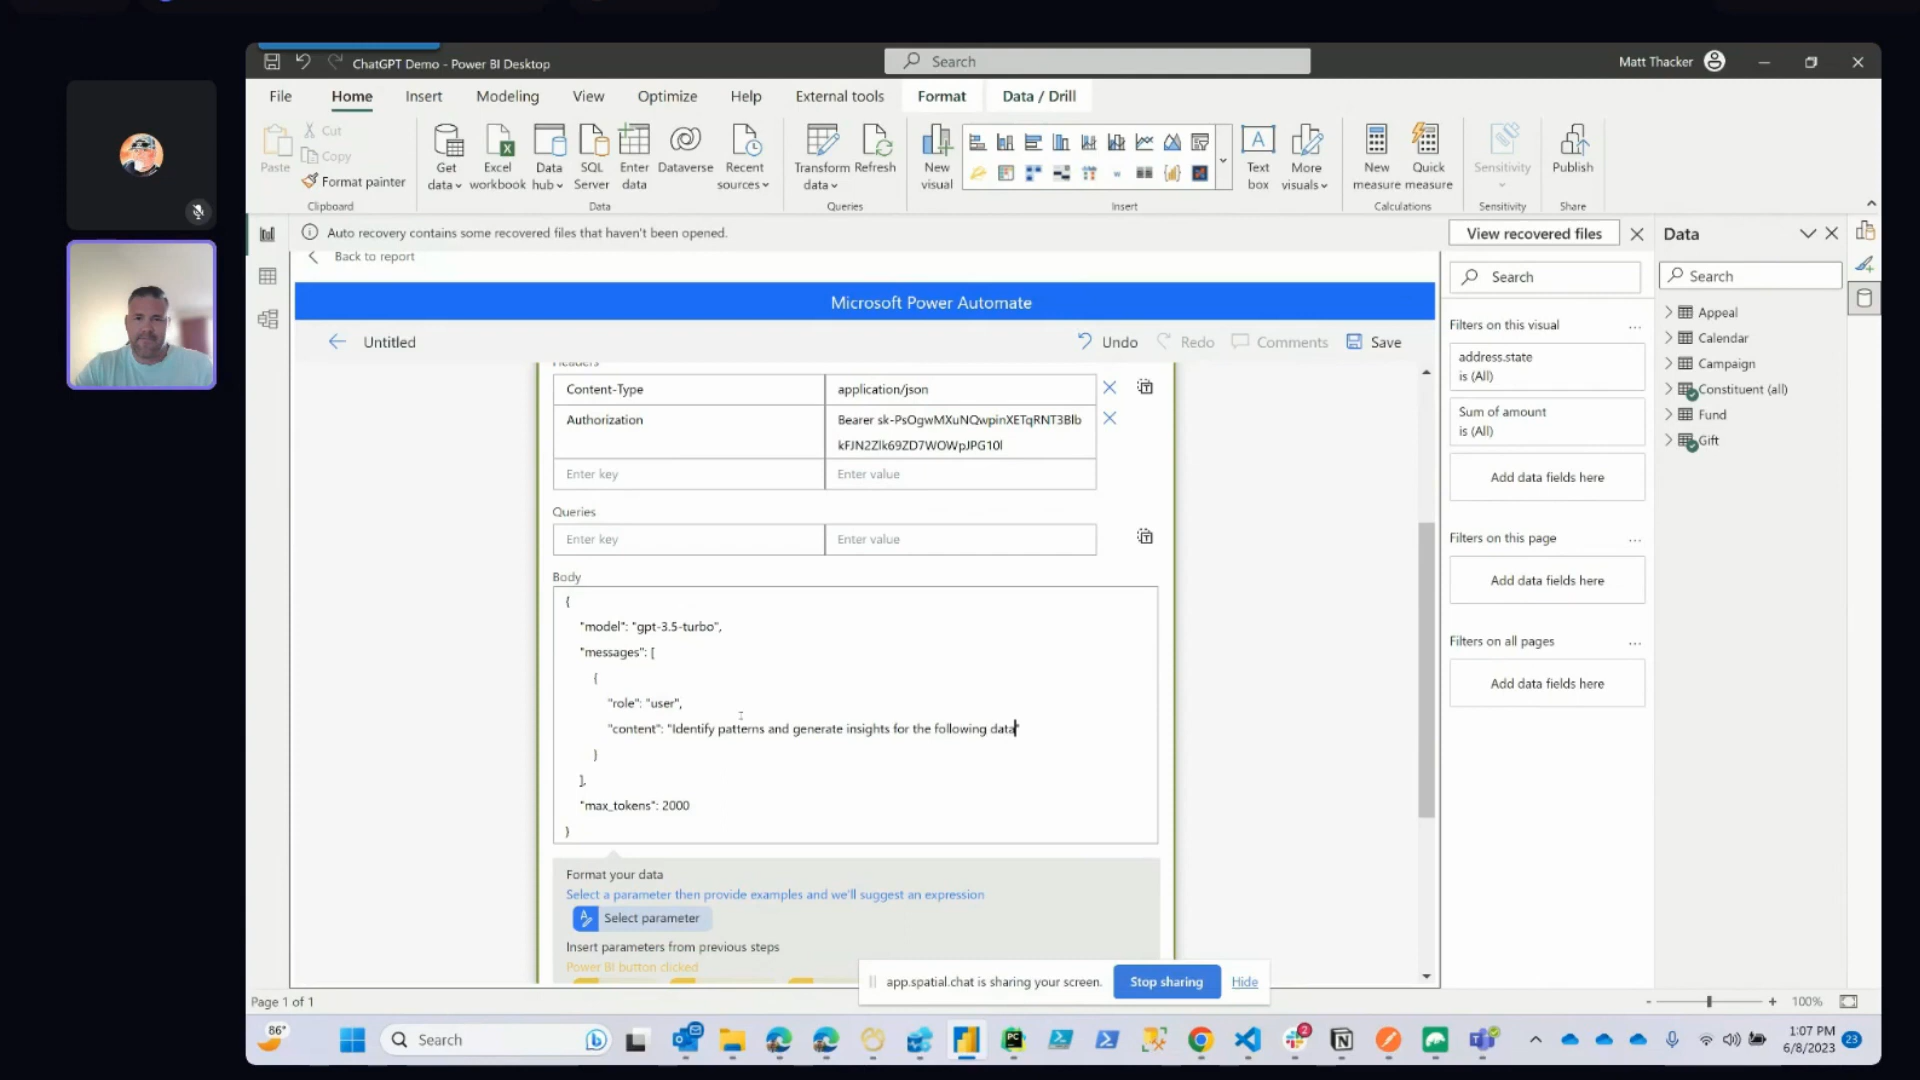 ChatGPT Demo - Power BI Desktop
Search
Matt Thacker
File Home Insert Modeling View Optimize Help External tools Format Data / Drill
Paste
Cut
Copy
Format painter
Clipboard
Get data
Excel workbook
Data hub
SQL Server
Enter data
Dataverse
Recent sources
Data
Transform data
Refresh
Queries
New visual
Text box
More visuals
Insert
New measure
Quick measure
Calculations
Sensitivity
Sensitivity
Publish
Share
Auto recovery contains some recovered files that haven't been opened.
View recovered files
Back to report
Microsoft Power Automate
Untitled
Undo
Redo
Comments
Save
Headers
Content-Type
application/json
Authorization
Enter key
Enter value
Queries
Enter key
Enter value
Body
{
"model": "gpt-3.5-turbo",
"messages": [
{
"role": "user",
"content": "Identify patterns and generate insights for the following data"
}
],
"max_tokens": 2000
}
Format your data
Select a parameter then provide examples and we'll suggest an expression
Select parameter
Insert parameters from previous steps
Power BI button clicked
app.spatial.chat is sharing your screen.
Stop sharing
Hide
Search
Filters on this visual
address.state
is (All)
Sum of amount
is (All)
Add data fields here
Filters on this page
Add data fields here
Filters on all pages
Add data fields here
Data
Search
Appeal
Calendar
Campaign
Constituent (all)
Fund
Gift
Page 1 of 1
- + 100%
86°
Search
2
1:07 PM
6/8/2023
23